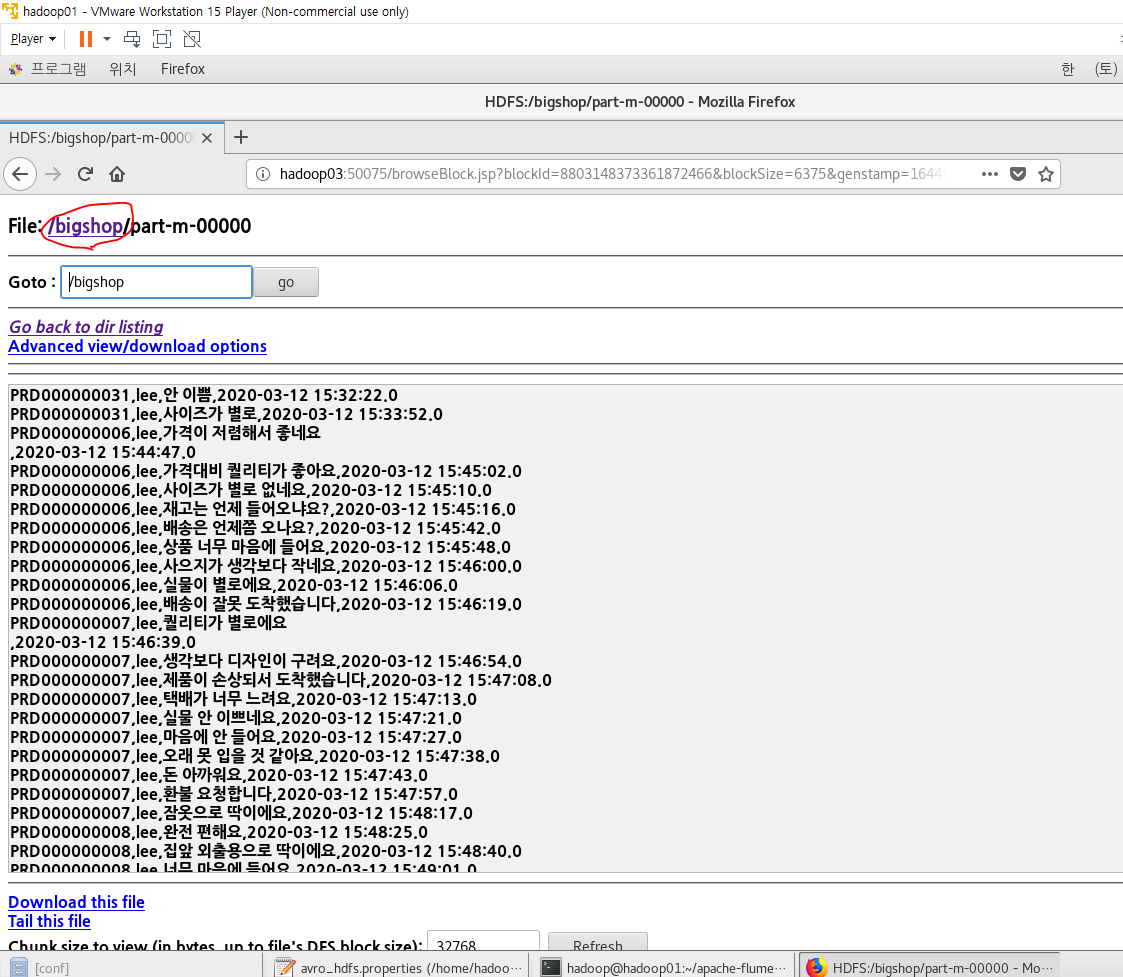 hadoop01 - VMware Workstation 15 Player (Non-commercial use only)
Player
프로그램 위치 Firefox 한 (토)
HDFS:/bigshop/part-m-00000 - Mozilla Firefox
HDFS:/bigshop/part-m-0000
hadoop03:50075/browseBlock.jsp?blockId=8803148373361872466&blockSize=6375&genstamp=1644
File: /bigshop/part-m-00000
Goto : /bigshop go
Go back to dir listing
Advanced view/download options
PRD000000031,lee,안 이쁨,2020-03-12 15:32:22.0
PRD000000031,lee,사이즈가 별로,2020-03-12 15:33:52.0
PRD000000006,lee,가격이 저렴해서 좋네요
,2020-03-12 15:44:47.0
PRD000000006,lee,가격대비 퀄리티가 좋아요,2020-03-12 15:45:02.0
PRD000000006,lee,사이즈가 별로 없네요,2020-03-12 15:45:10.0
PRD000000006,lee,재고는 언제 들어오냐요?,2020-03-12 15:45:16.0
PRD000000006,lee,배송은 언제쯤 오나요?,2020-03-12 15:45:42.0
PRD000000006,lee,상품 너무 마음에 들어요,2020-03-12 15:45:48.0
PRD000000006,lee,사으지가 생각보다 작네요,2020-03-12 15:46:00.0
PRD000000006,lee,실물이 별로에요,2020-03-12 15:46:06.0
PRD000000006,lee,배송이 잘못 도착했습니다,2020-03-12 15:46:19.0
PRD000000007,lee,퀄리티가 별로에요
,2020-03-12 15:46:39.0
PRD000000007,lee,생각보다 디자인이 구려요,2020-03-12 15:46:54.0
PRD000000007,lee,제품이 손상되서 도착했습니다,2020-03-12 15:47:08.0
PRD000000007,lee,택배가 너무 느려요,2020-03-12 15:47:13.0
PRD000000007,lee,실물 안 이쁘네요,2020-03-12 15:47:21.0
PRD000000007,lee,마음에 안 들어요,2020-03-12 15:47:27.0
PRD000000007,lee,오래 못 입을 것 같아요,2020-03-12 15:47:38.0
PRD000000007,lee,돈 아까워요,2020-03-12 15:47:43.0
PRD000000007,lee,환불 요청합니다,2020-03-12 15:47:57.0
PRD000000007,lee,잠옷으로 딱이에요,2020-03-12 15:48:17.0
PRD000000008,lee,완전 편해요,2020-03-12 15:48:25.0
PRD000000008,lee,집앞 외출용으로 딱이에요,2020-03-12 15:48:40.0
PRD000000008,lee,너무 마음에 들어요,2020-03-12 15:49:01.0
Download this file
Tail this file
Chunk size to view (in bytes, up to file's DFS block size): 32768 Refresh
[conf] avro_hdfs.properties (/home/hadoo… hadoop@hadoop01:~/apache-flume… HDFS:/bigshop/part-m-00000 - Mo…